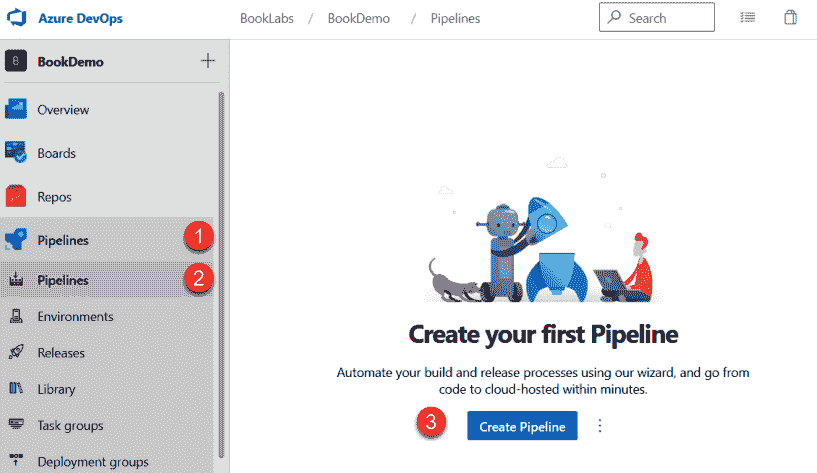 Azure DevOps
BookLabs / BookDemo / Pipelines
Search
B BookDemo
Overview
Boards
Repos
Pipelines 1
Pipelines 2
Environments
Releases
Library
Task groups
Deployment groups
Create your first Pipeline
Automate your build and release processes using our wizard, and go from
code to cloud-hosted within minutes.
3 Create Pipeline